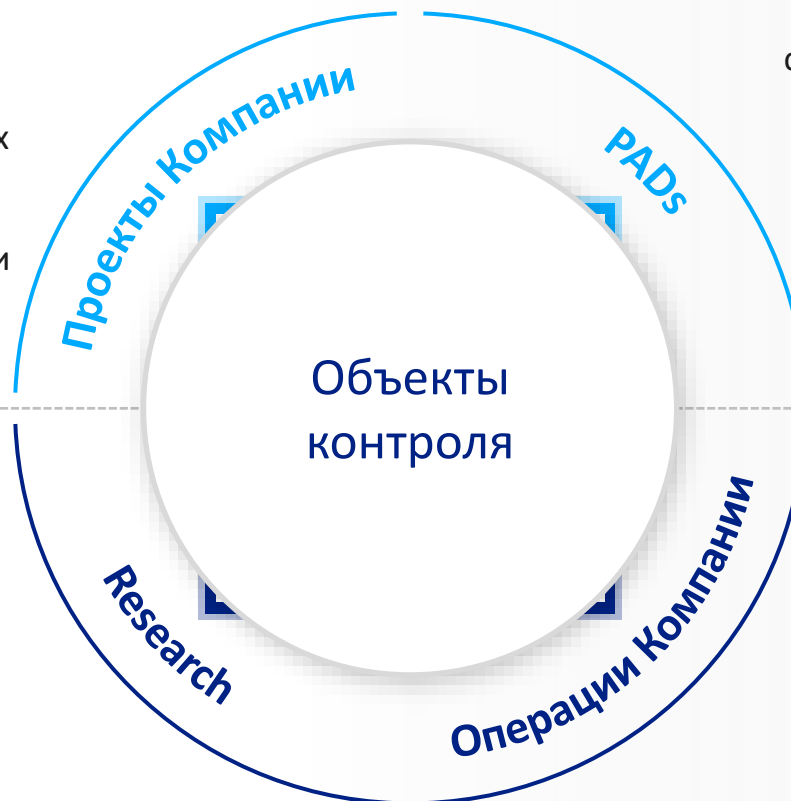 Проекты Компании
PADs
х
и
Объекты
контроля
Research
Операции Компании